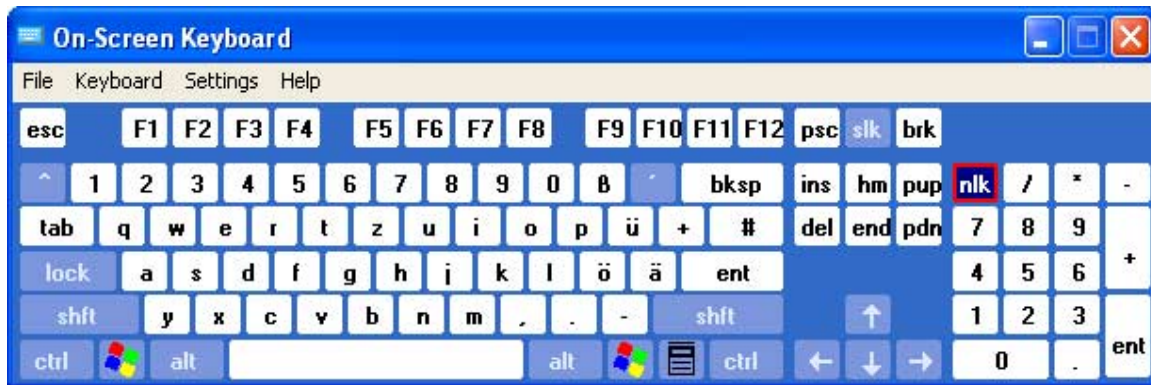 On-Screen Keyboard
File Keyboard Settings Help
esc F1 F2 F3 F4 F5 F6 F7 F8 F9 F10 F11 F12 psc slk brk
^ 1 2 3 4 5 6 7 8 9 0 ß ´ bksp ins hm pup nlk / * -
tab q w e r t z u i o p ü + # del end pdn 7 8 9 +
lock a s d f g h j k l ö ä ent 4 5 6
shft y x c v b n m , . - shft ↑ 1 2 3 ent
ctrl alt alt ctrl ← ↓ → 0 .